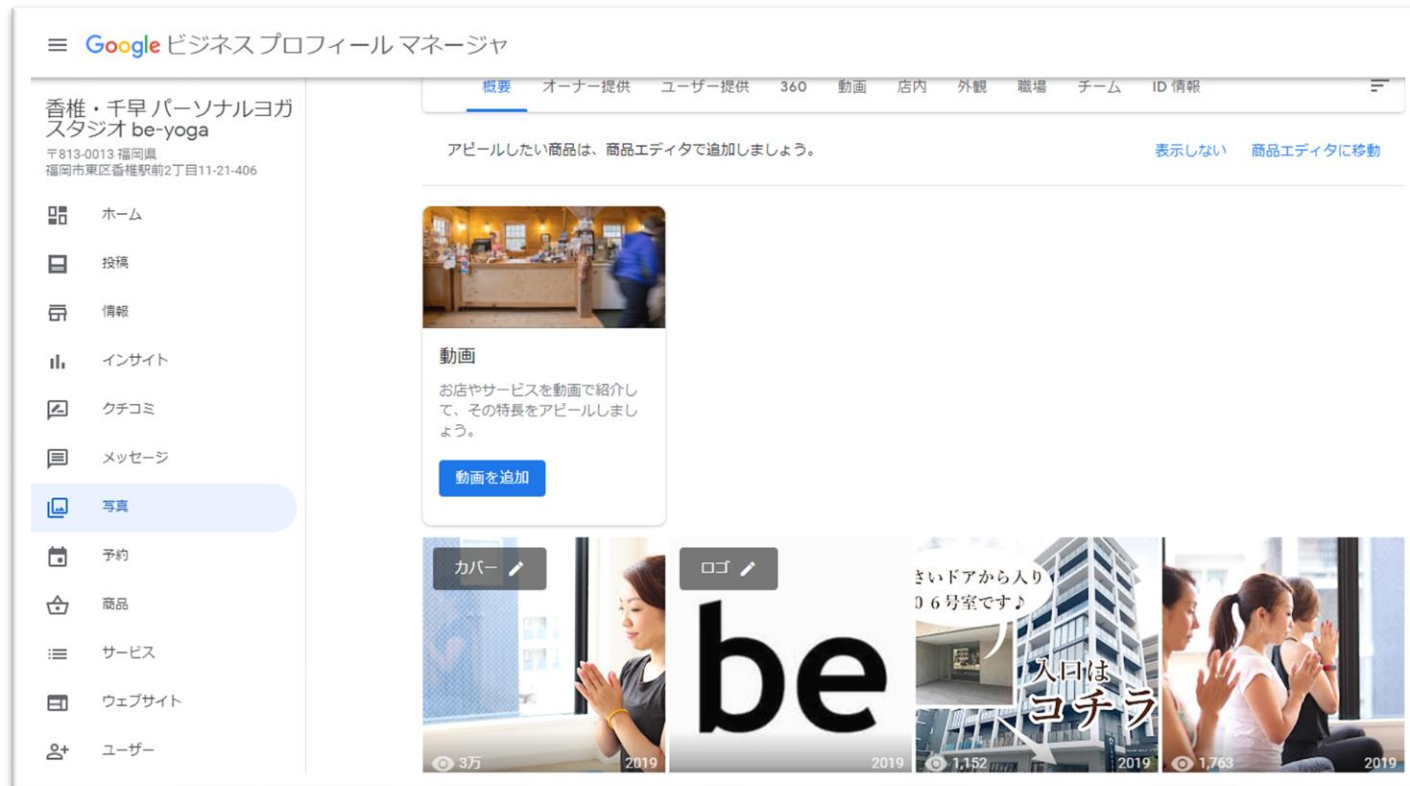 Google ビジネス プロフィール マネージャ
香椎・千早 パーソナルヨガ
スタジオ be-yoga
〒813-0013 福岡県
福岡市東区香椎駅前2丁目11-21-406
ホーム
投稿
情報
インサイト
クチコミ
メッセージ
写真
予約
商品
サービス
ウェブサイト
ユーザー
概要 オーナー提供 ユーザー提供 360 動画 店内 外観 職場 チーム ID 情報
アピールしたい商品は、商品エディタで追加しましょう。 表示しない 商品エディタに移動
動画
お店やサービスを動画で紹介し
て、その特長をアピールしまし
ょう。
動画を追加
カバー
3万 2019
ロゴ
be
2019
さいドアから入り
06号室です♪
入口は
コチラ
1,152 2019
1,763 2019